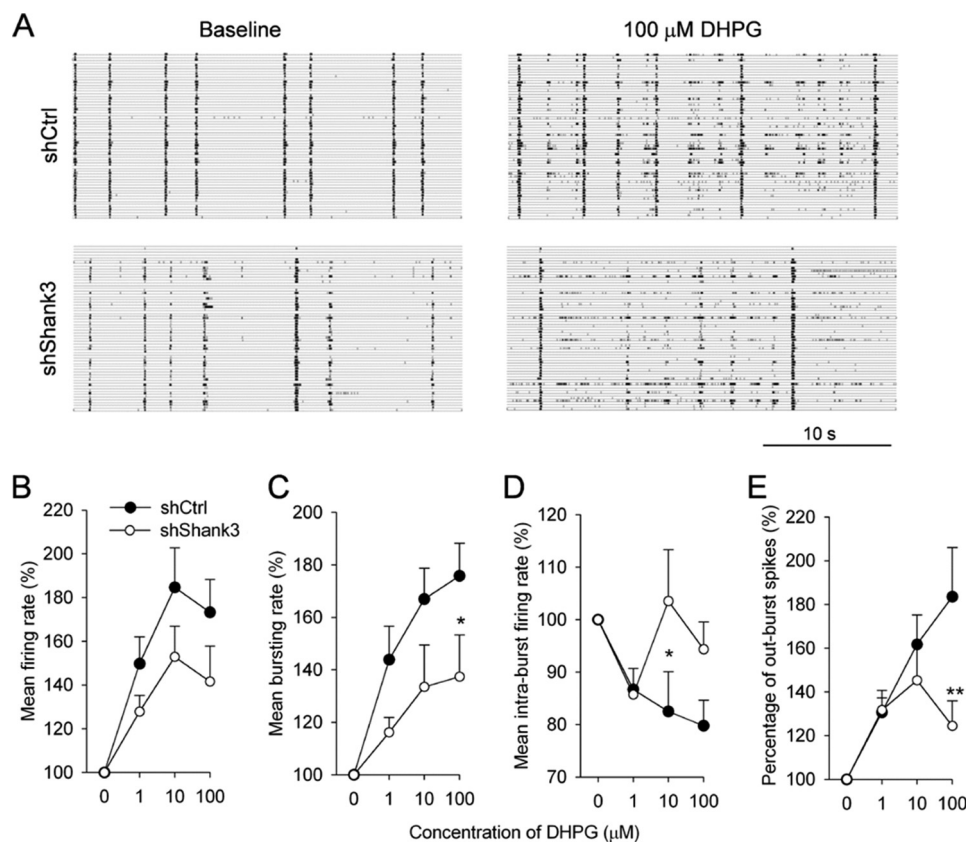 A
Baseline
100 μM DHPG
shCtrl
shShank3
10 s
B
Mean firing rate (%)
200
180
160
140
120
100
0 1 10 100
shCtrl
shShank3
C
Mean bursting rate (%)
200
180
160
140
120
100
0 1 10 100
*
D
Mean intra-burst firing rate (%)
120
110
100
90
80
70
0 1 10 100
*
E
Percentage of out-burst spikes (%)
220
200
180
160
140
120
100
0 1 10 100
**
Concentration of DHPG (μM)